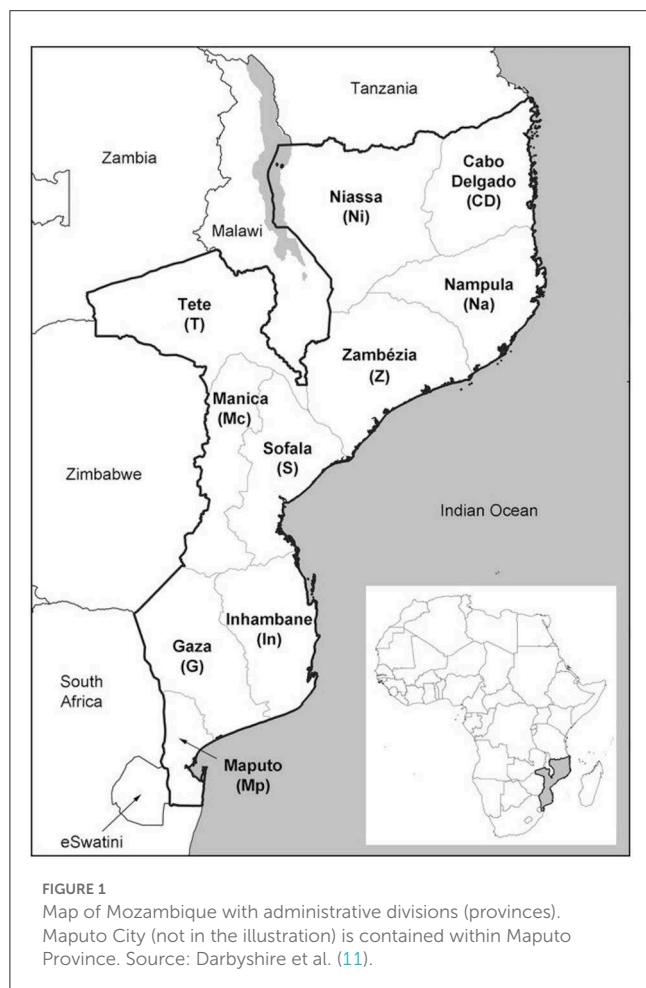 Tanzania
Zambia
Cabo
Delgado
(CD)
Niassa
(Ni)
Malawi
Nampula
(Na)
Tete
(T)
Zambézia
(Z)
Manica
(Mc)
Sofala
(S)
Zimbabwe
Indian Ocean
Inhambane
(In)
Gaza
(G)
South
Africa
Maputo
(Mp)
eSwatini
FIGURE 1
Map of Mozambique with administrative divisions (provinces).
Maputo City (not in the illustration) is contained within Maputo
Province. Source: Darbyshire et al. (11).